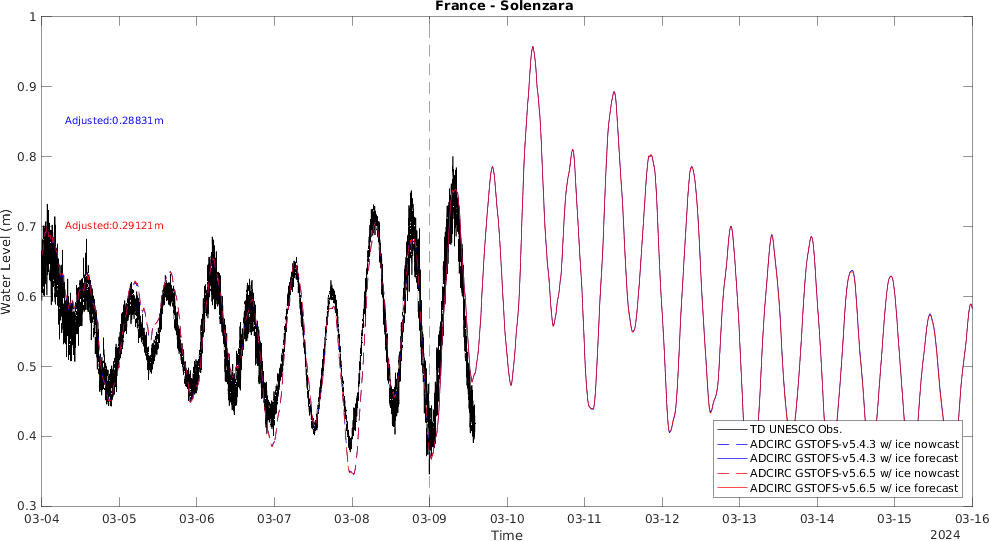 France - Solenzara
Water Level (m)
1
0.9
0.8
0.7
0.6
0.5
0.4
0.3
Adjusted:0.28831m
Adjusted:0.29121m
TD UNESCO Obs.
ADCIRC GSTOFS-v5.4.3 w/ ice nowcast
ADCIRC GSTOFS-v5.4.3 w/ ice forecast
ADCIRC GSTOFS-v5.6.5 w/ ice nowcast
ADCIRC GSTOFS-v5.6.5 w/ ice forecast
03-04 03-05 03-06 03-07 03-08 03-09 03-10 03-11 03-12 03-13 03-14 03-15 03-16
Time
2024